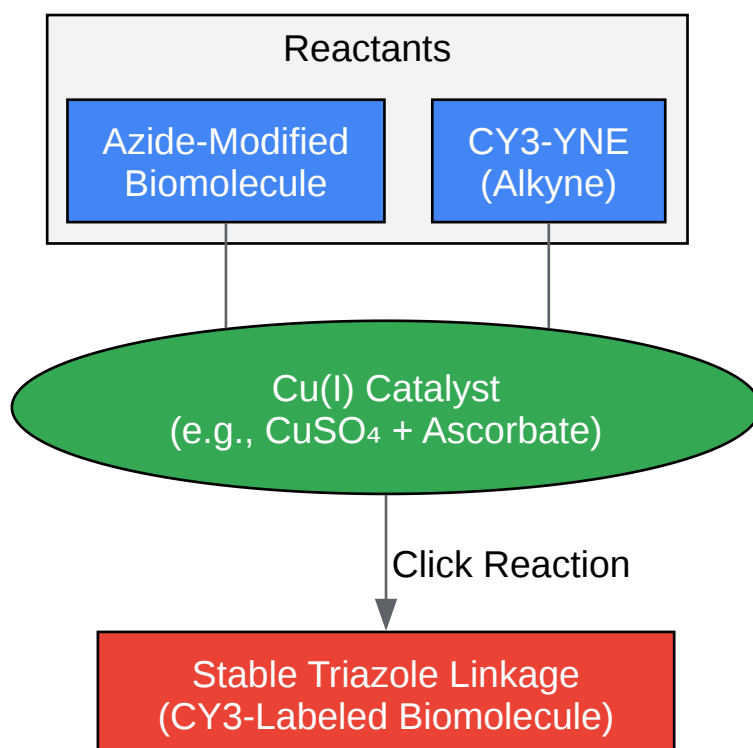 Reactants
Azide-Modified
Biomolecule
CY3-YNE
(Alkyne)
Cu(I) Catalyst
(e.g., CuSO₄ + Ascorbate)
Click Reaction
Stable Triazole Linkage
(CY3-Labeled Biomolecule)